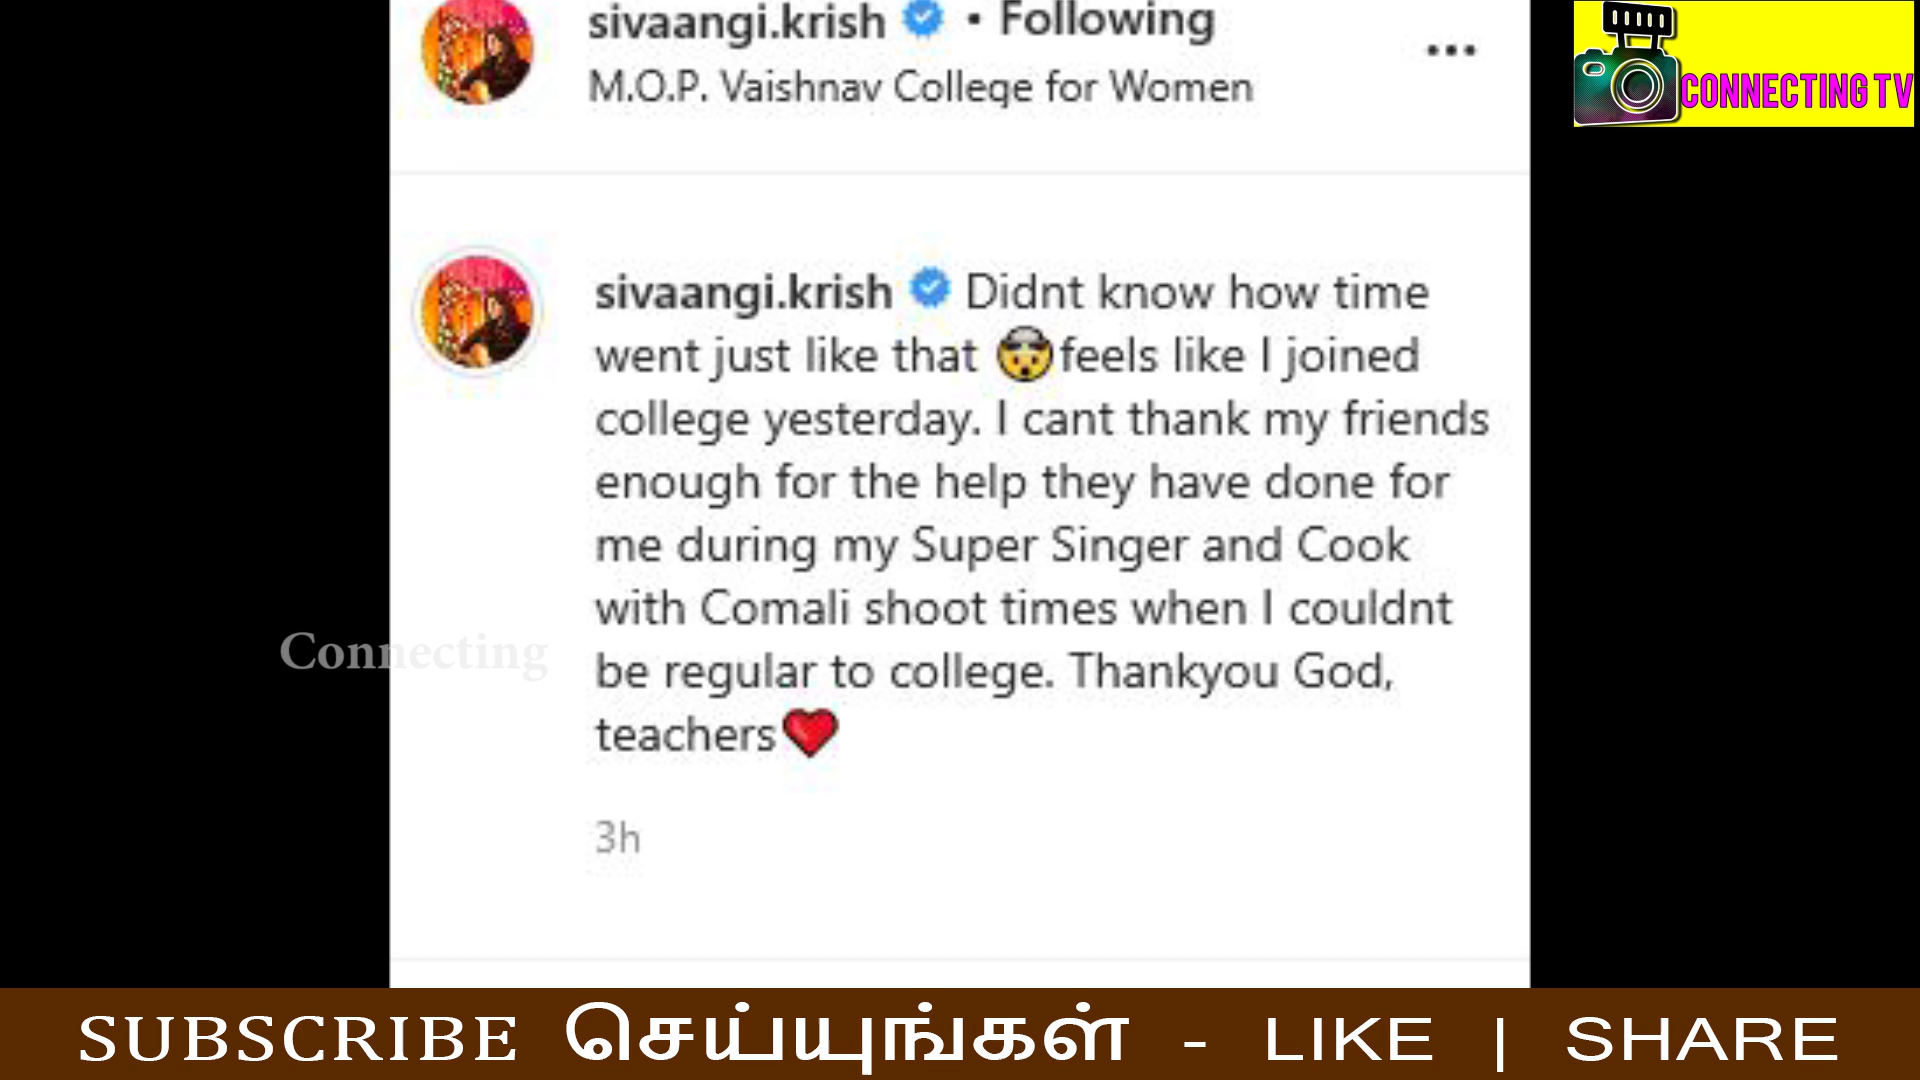 sivaangi.krish • Following
M.O.P. Vaishnav College for Women
CONNECTING TV
sivaangi.krish Didnt know how time
went just like that 🤯feels like I joined
college yesterday. I cant thank my friends
enough for the help they have done for
me during my Super Singer and Cook
with Comali shoot times when I couldnt
be regular to college. Thankyou God,
teachers❤️
3h
Connecting
SUBSCRIBE செய்யுங்கள் - LIKE | SHARE